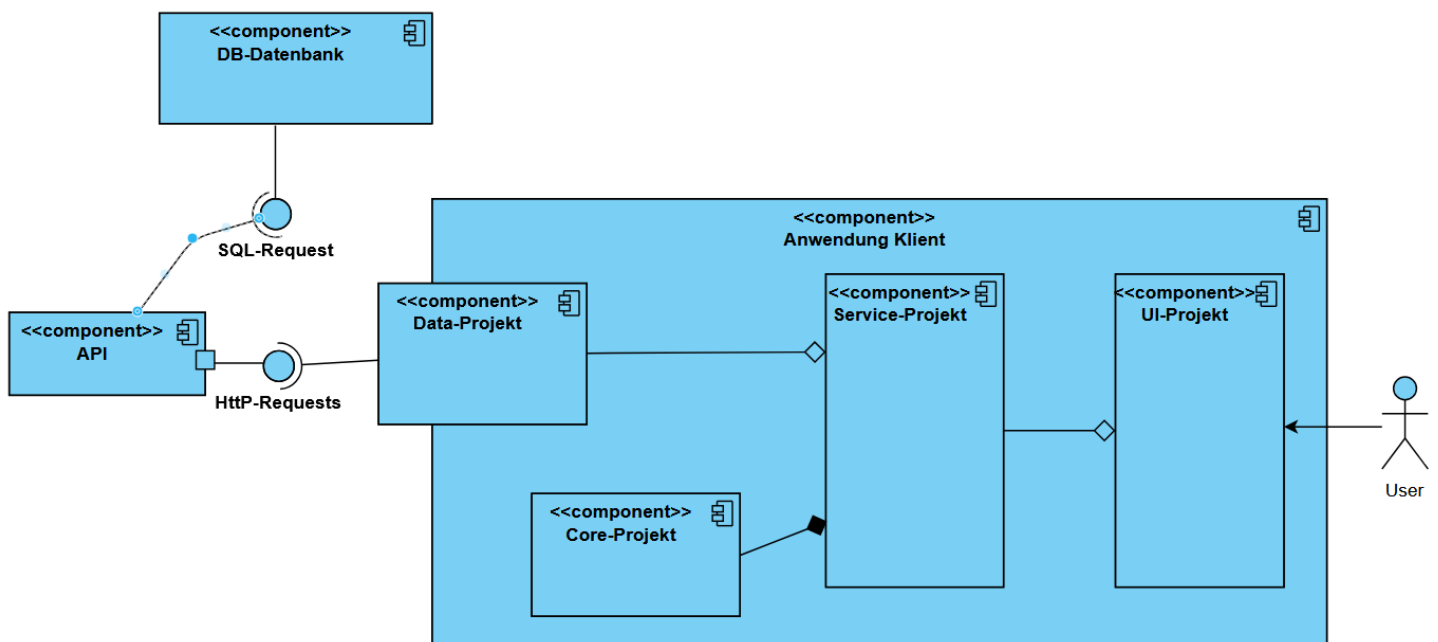 <<component>>
DB-Datenbank
SQL-Request
<<component>>
Anwendung Klient
<<component>>
Data-Projekt
<<component>>
Service-Projekt
<<component>>
UI-Projekt
<<component>>
API
HttP-Requests
<<component>>
Core-Projekt
User